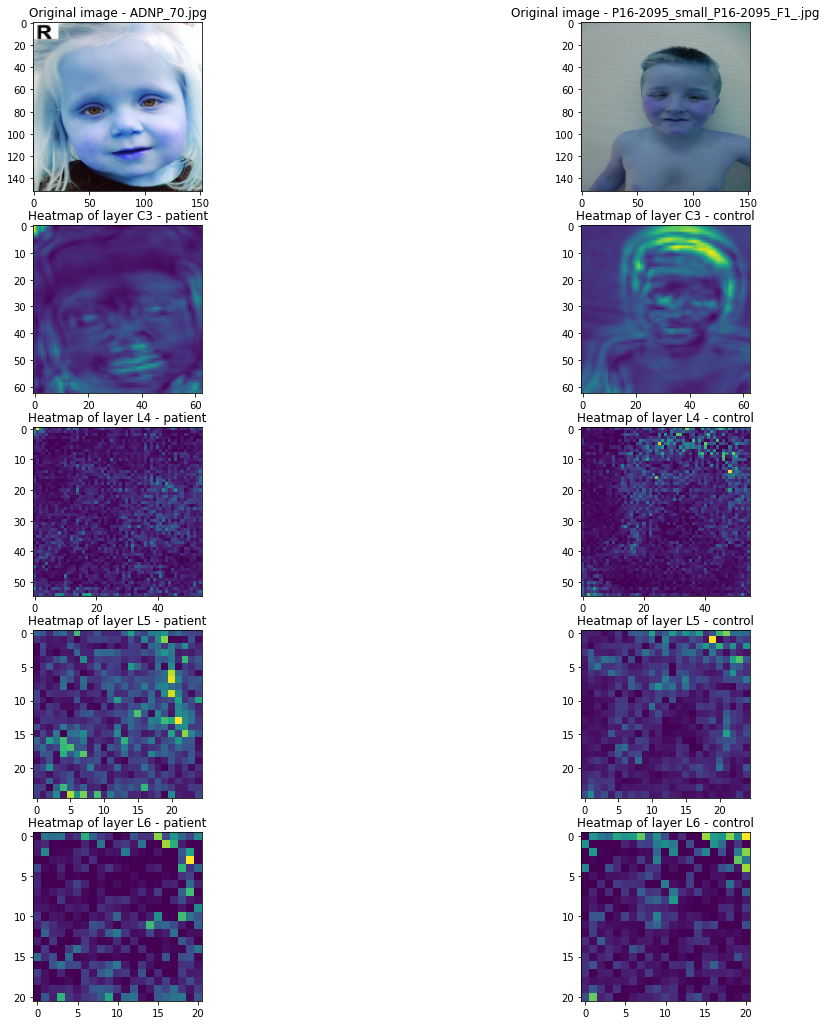 Original image - ADNP_70.jpg
Original image - P16-2095_small_P16-2095_F1_.jpg
0
20
40
60
80
100
120
140
R
0 50 100 150
0
20
40
60
80
100
120
140
0 50 100 150
Heatmap of layer C3 - patient
Heatmap of layer C3 - control
0
10
20
30
40
50
60
0 20 40 60
0
10
20
30
40
50
60
0 20 40 60
Heatmap of layer L4 - patient
Heatmap of layer L4 - control
0
10
20
30
40
50
0 20 40
0
10
20
30
40
50
0 20 40
Heatmap of layer L5 - patient
Heatmap of layer L5 - control
0
5
10
15
20
0 5 10 15 20
0
5
10
15
20
0 5 10 15 20
Heatmap of layer L6 - patient
Heatmap of layer L6 - control
0
5
10
15
20
0 5 10 15 20
0
5
10
15
20
0 5 10 15 20